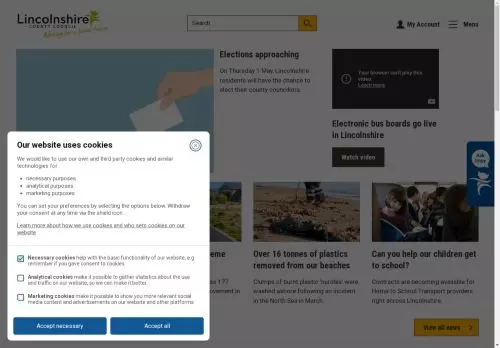 Lincolnshire
COUNTY COUNCIL
Working for a better future
Search
My Account
Menu
Elections approaching
On Thursday 1 May, Lincolnshire
residents will have the chance to
elect their county councillors.
Your browser can't play this
video.
Learn more
Electronic bus boards go live
in Lincolnshire
Watch video
Ask
Our website uses cookies
We would like to use our own and third party cookies and similar
technologies for:
necessary purposes
analytical purposes
marketing purposes
You can set your preferences by selecting the options below. Withdraw
your consent at any time via the shield icon.
Learn more about how we use cookies and who sets cookies on our
website
Necessary cookies help with the basic functionality of our website, e.g.
remember if you gave consent to cookies.
Analytical cookies make it possible to gather statistics about the use
and traffic on our website, so we can make it better.
Marketing cookies make it possible to show you more relevant social
media content and advertisements on our website and other platforms.
Accept necessary
Accept all
eme
s 177
ovement in
Over 16 tonnes of plastics
removed from our beaches
Clumps of burnt plastic 'nurdles' were
washed ashore following an incident
in the North Sea in March.
Can you help our children get
to school?
Contracts are becoming available for
Home to School Transport providers
right across Lincolnshire.
View all news